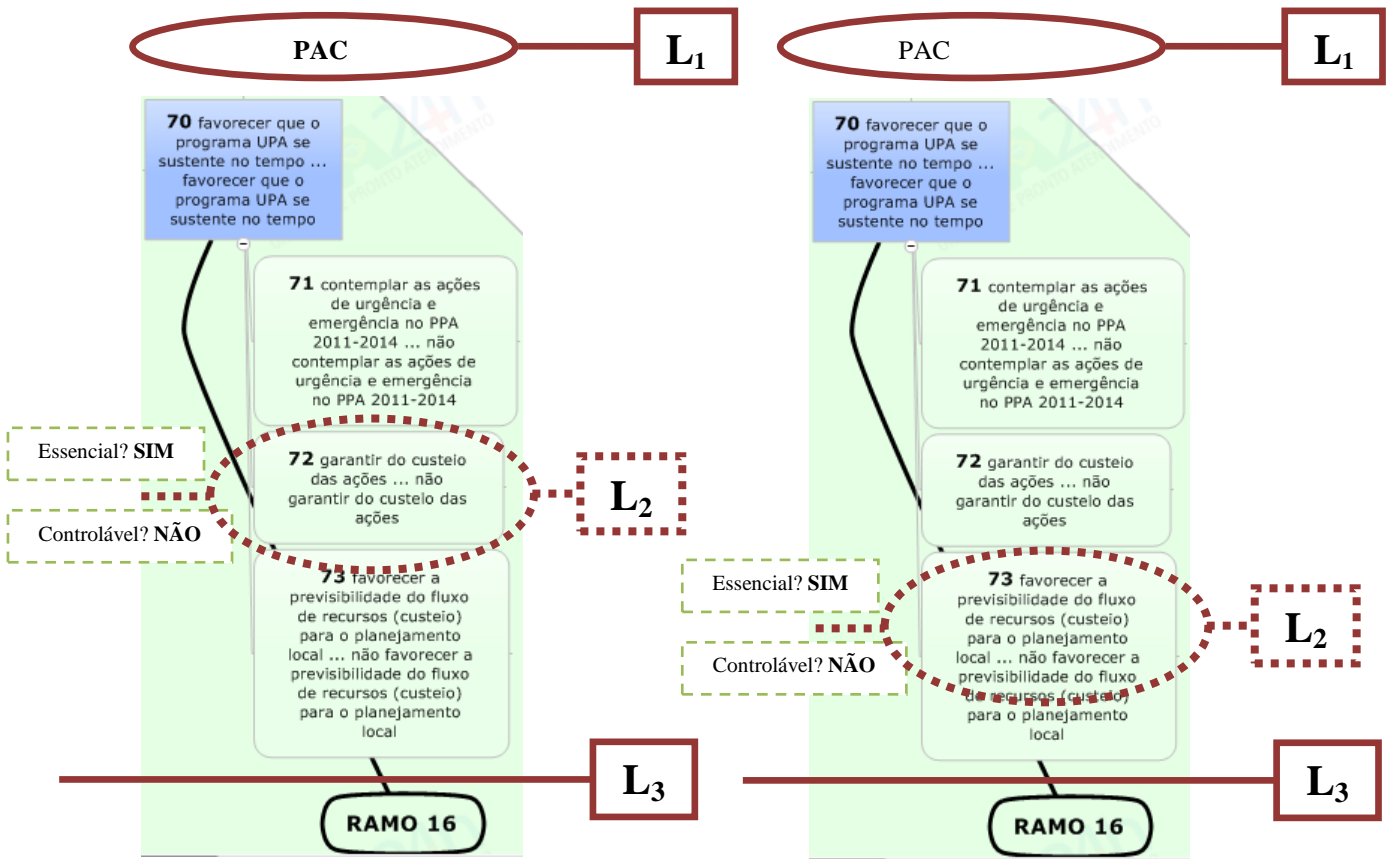 PAC
L1
70 favorecer que o
programa UPA se
sustente no tempo ...
favorecer que o
programa UPA se
sustente no tempo
71 contemplar as ações
de urgência e
emergência no PPA
2011-2014 ... não
contemplar as ações de
urgência e emergência
no PPA 2011-2014
Essencial? SIM
Controlável? NÃO
72 garantir do custeio
das ações ... não
garantir do custeio das
ações
L2
73 favorecer a
previsibilidade do fluxo
de recursos (custeio)
para o planejamento
local ... não favorecer a
previsibilidade do fluxo
de recursos (custeio)
para o planejamento
local
L3
RAMO 16
PAC
L1
70 favorecer que o
programa UPA se
sustente no tempo ...
favorecer que o
programa UPA se
sustente no tempo
71 contemplar as ações
de urgência e
emergência no PPA
2011-2014 ... não
contemplar as ações de
urgência e emergência
no PPA 2011-2014
72 garantir do custeio
das ações ... não
garantir do custeio das
ações
Essencial? SIM
Controlável? NÃO
73 favorecer a
previsibilidade do fluxo
de recursos (custeio)
para o planejamento
local ... não favorecer a
previsibilidade do fluxo
de recursos (custeio)
para o planejamento
local
L2
L3
RAMO 16